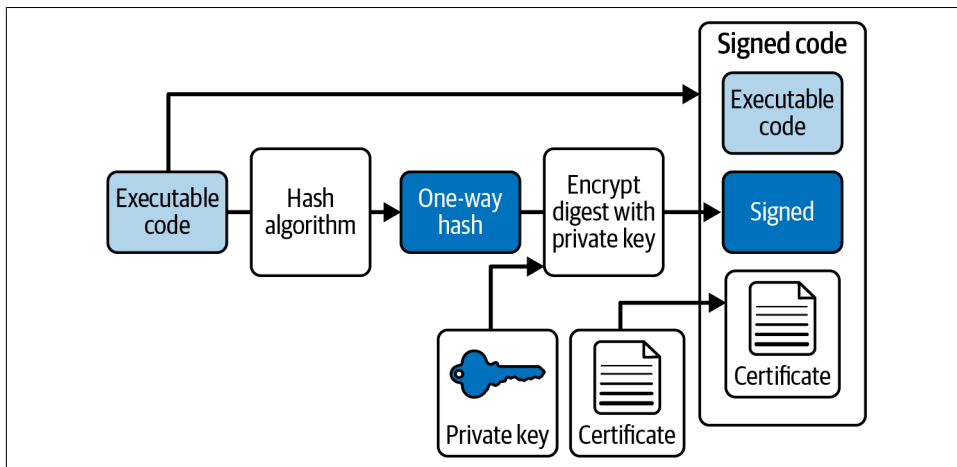 Signed code
Executable
code
Executable
code
Hash
algorithm
One-way
hash
Encrypt
digest with
private key
Signed
Private key
Certificate
Certificate